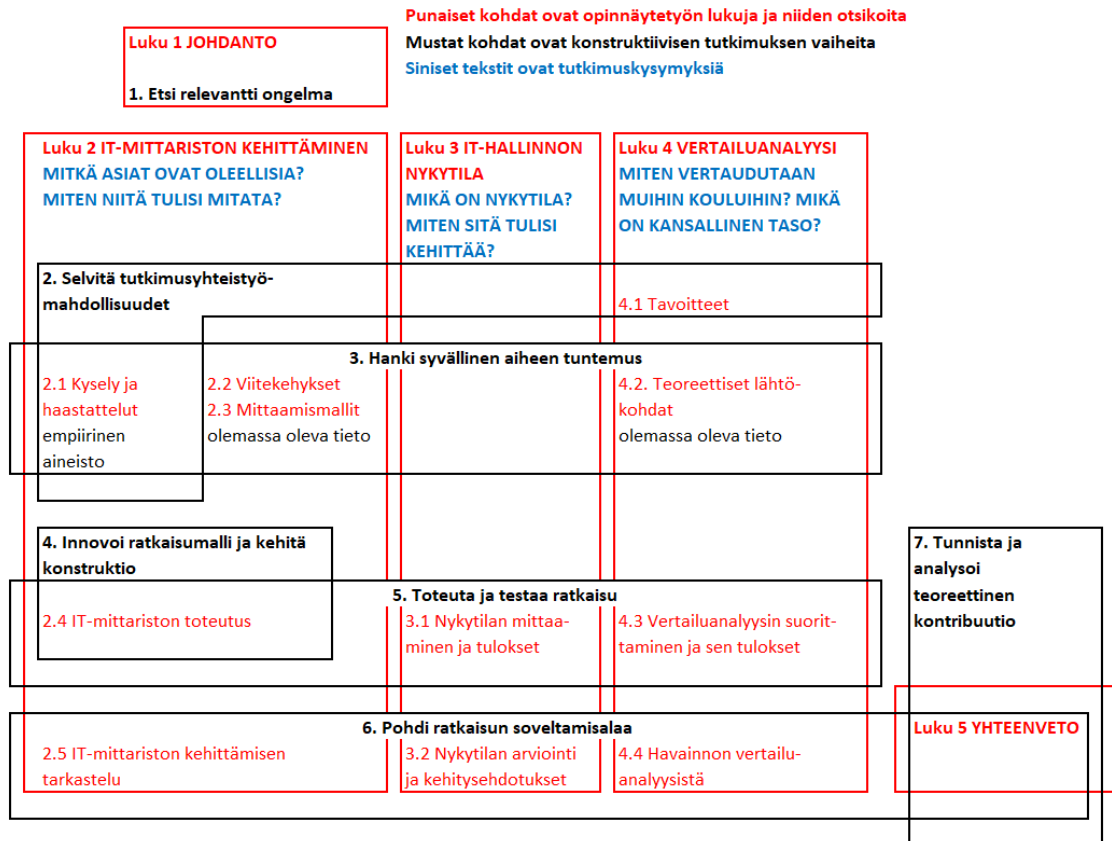 Punaiset kohdat ovat opinnäytetyön lukuja ja niiden otsikoita
Mustat kohdat ovat konstruktiivisen tutkimuksen vaiheita
Siniset tekstit ovat tutkimuskysymyksiä
Luku 1 JOHDANTO
1. Etsi relevantti ongelma
Luku 2 IT-MITTARISTON KEHITTÄMINEN
MITKÄ ASIAT OVAT OLEELLISIA?
MITEN NIITÄ TULISI MITATA?
Luku 3 IT-HALLINNON
NYKYTILA
MIKÄ ON NYKYTILA?
MITEN SITÄ TULISI
KEHITTÄÄ?
Luku 4 VERTAILUANALYYSI
MITEN VERTAUDUTAAN
MUIHIN KOULUIHIN? MIKÄ
ON KANSALLINEN TASO?
2. Selvitä tutkimusyhteistyö-
mahdollisuudet
4.1 Tavoitteet
3. Hanki syvällinen aiheen tuntemus
2.1 Kysely ja
haastattelut
empiirinen
aineisto
2.2 Viitekehykset
2.3 Mittaamismallit
olemassa oleva tieto
4.2. Teoreettiset lähtö-
kohdat
olemassa oleva tieto
4. Innovoi ratkaisumalli ja kehitä
konstruktio
7. Tunnista ja
analysoi
teoreettinen
kontribuutio
5. Toteuta ja testaa ratkaisu
2.4 IT-mittariston toteutus
3.1 Nykytilan mittaa-
minen ja tulokset
4.3 Vertailuanalyysin suorit-
taminen ja sen tulokset
6. Pohdi ratkaisun soveltamisalaa
Luku 5 YHTEENVETO
2.5 IT-mittariston kehittämisen
tarkastelu
3.2 Nykytilan arviointi
ja kehitysehdotukset
4.4 Havainnon vertailu-
analyysistä